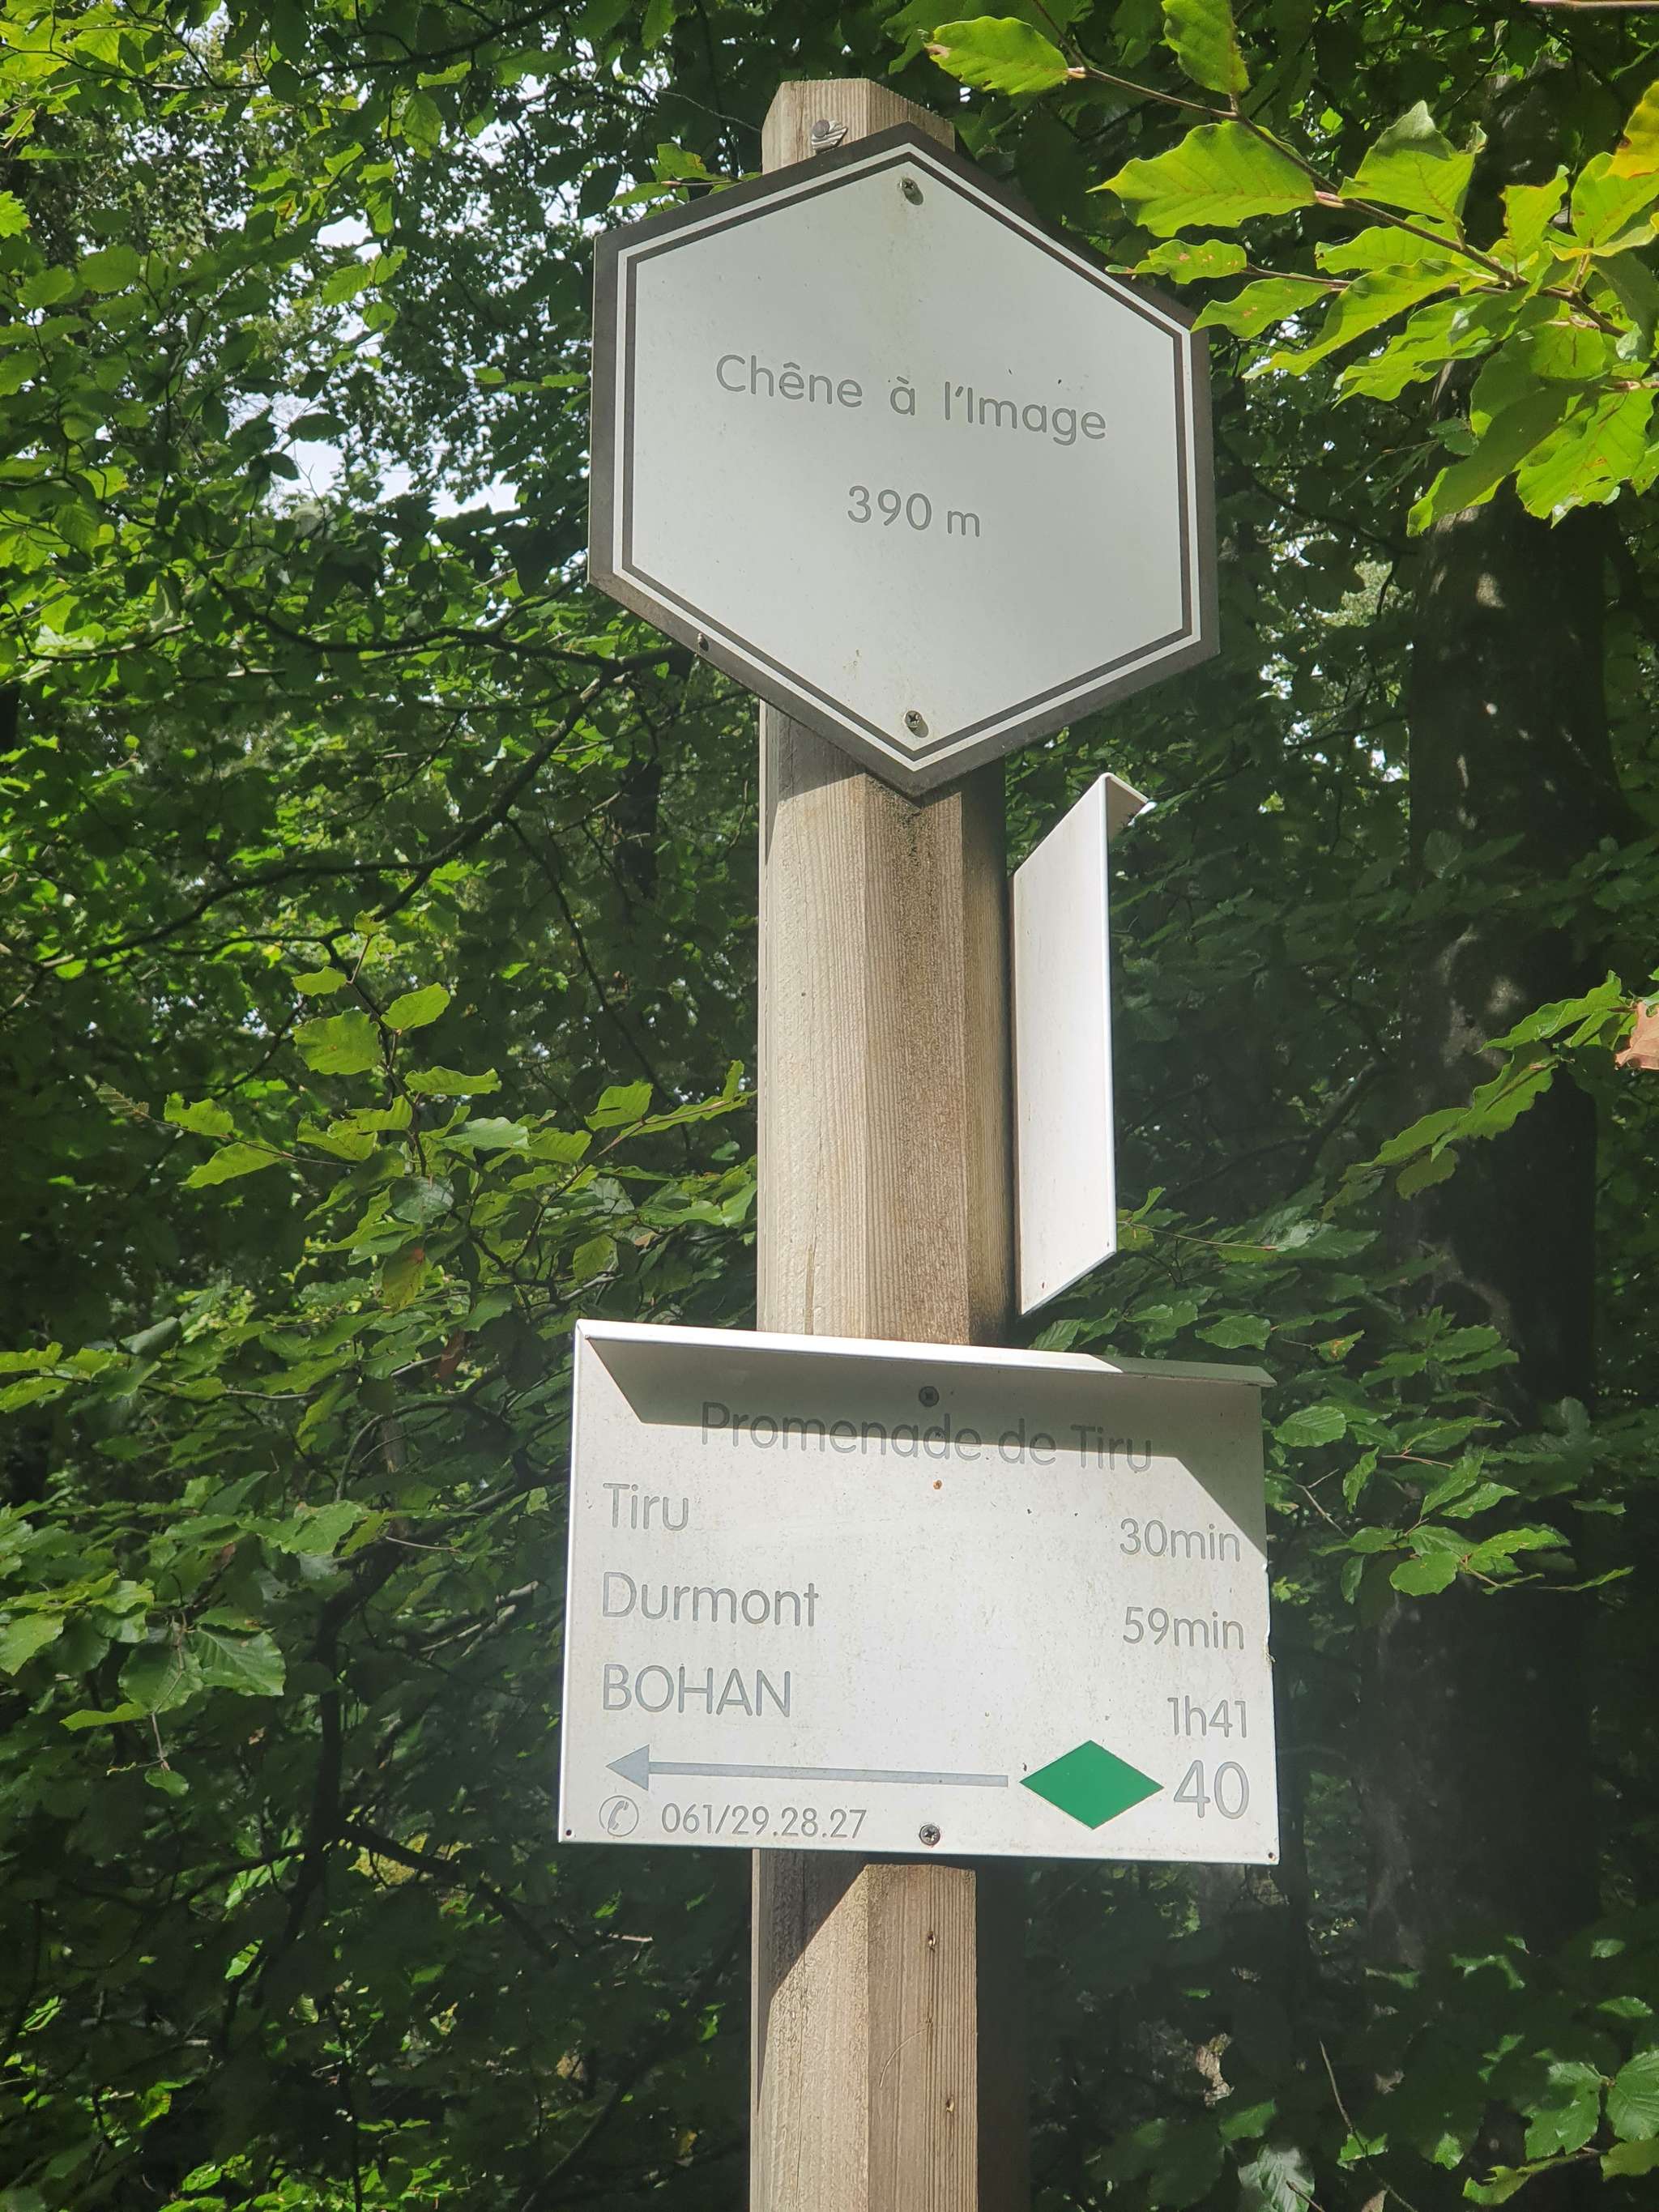 Chêne à l'Image
390 m
Promenade de Tiru
Tiru 30min
Durmont 59min
BOHAN 1h41
40
061/29.28.27